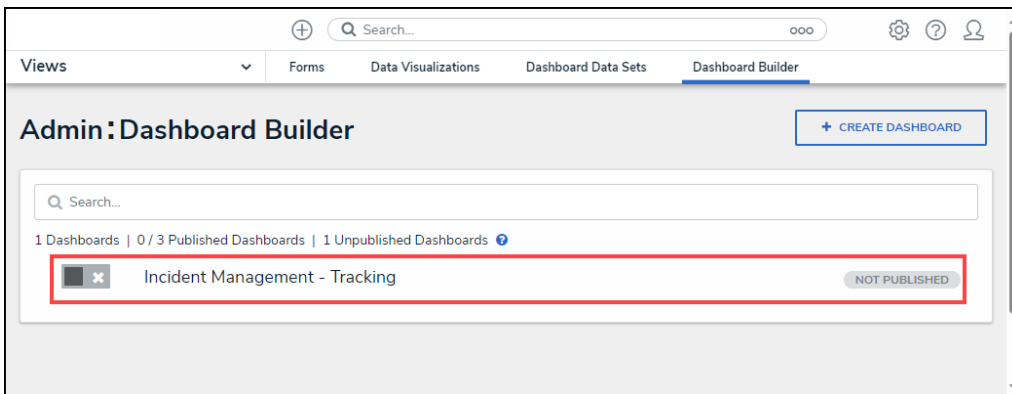 Search...
Views Forms Data Visualizations Dashboard Data Sets Dashboard Builder
Admin:Dashboard Builder + CREATE DASHBOARD
Search...
1 Dashboards | 0 / 3 Published Dashboards | 1 Unpublished Dashboards ?
Incident Management - Tracking NOT PUBLISHED